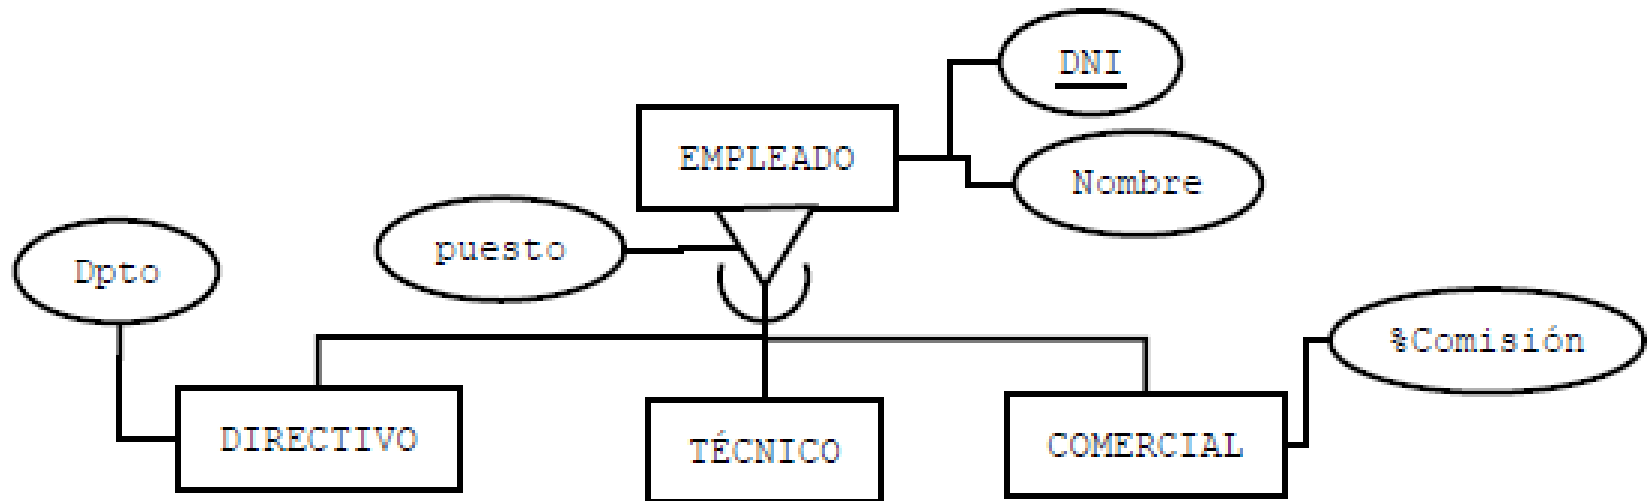 DNI
EMPLEADO
Nombre
puesto
Dpto
%Comisión
DIRECTIVO
TÉCNICO
COMERCIAL